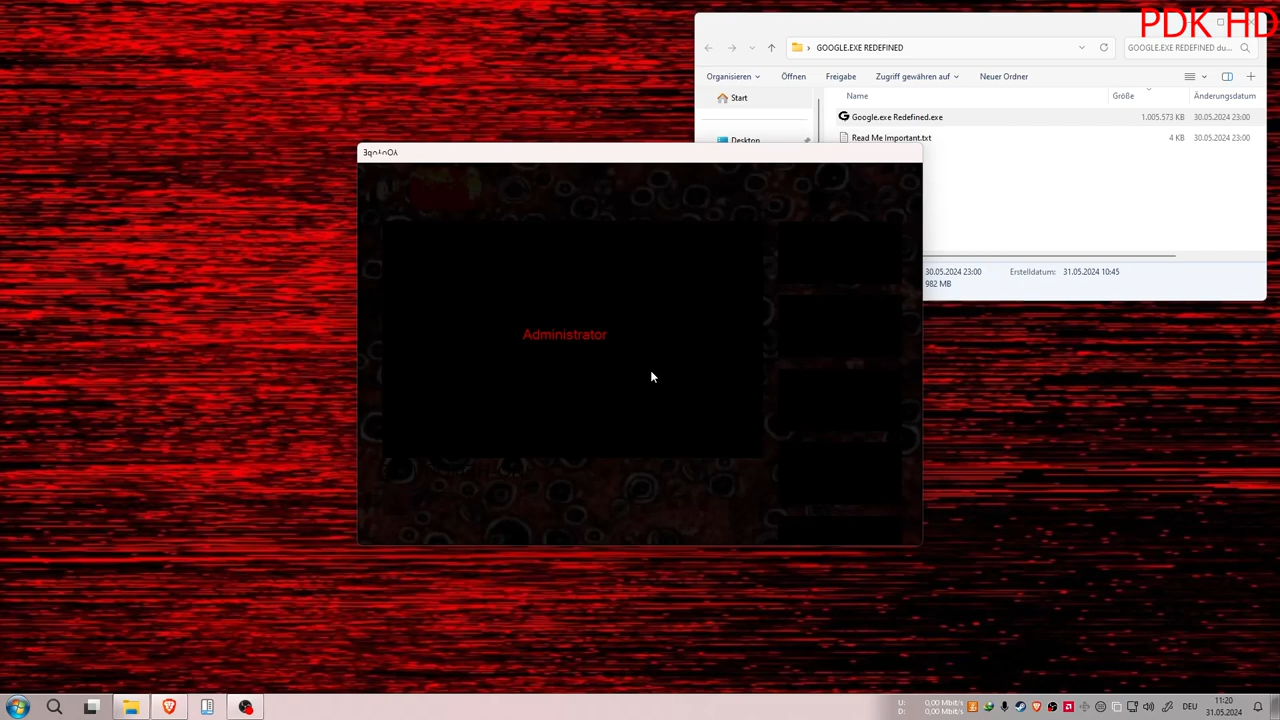 PDK HD
GOOGLE.EXE REDEFINED
GOOGLE.EXE REDEFINED du...
Organisieren
Öffnen
Freigabe
Zugriff gewähren auf
Neuer Ordner
Start
Name
Größe
Änderungsdatum
Google.exe Redefined.exe
1.005.573 KB
30.05.2024 23:00
Desktop
Read Me Important.txt
4 KB
30.05.2024 23:00
30.05.2024 23:00
Erstelldatum:
31.05.2024 10:45
982 MB
Administrator
U:
0,00 Mbit/s
D:
0,00 Mbit/s
DEU
11:20
31.05.2024